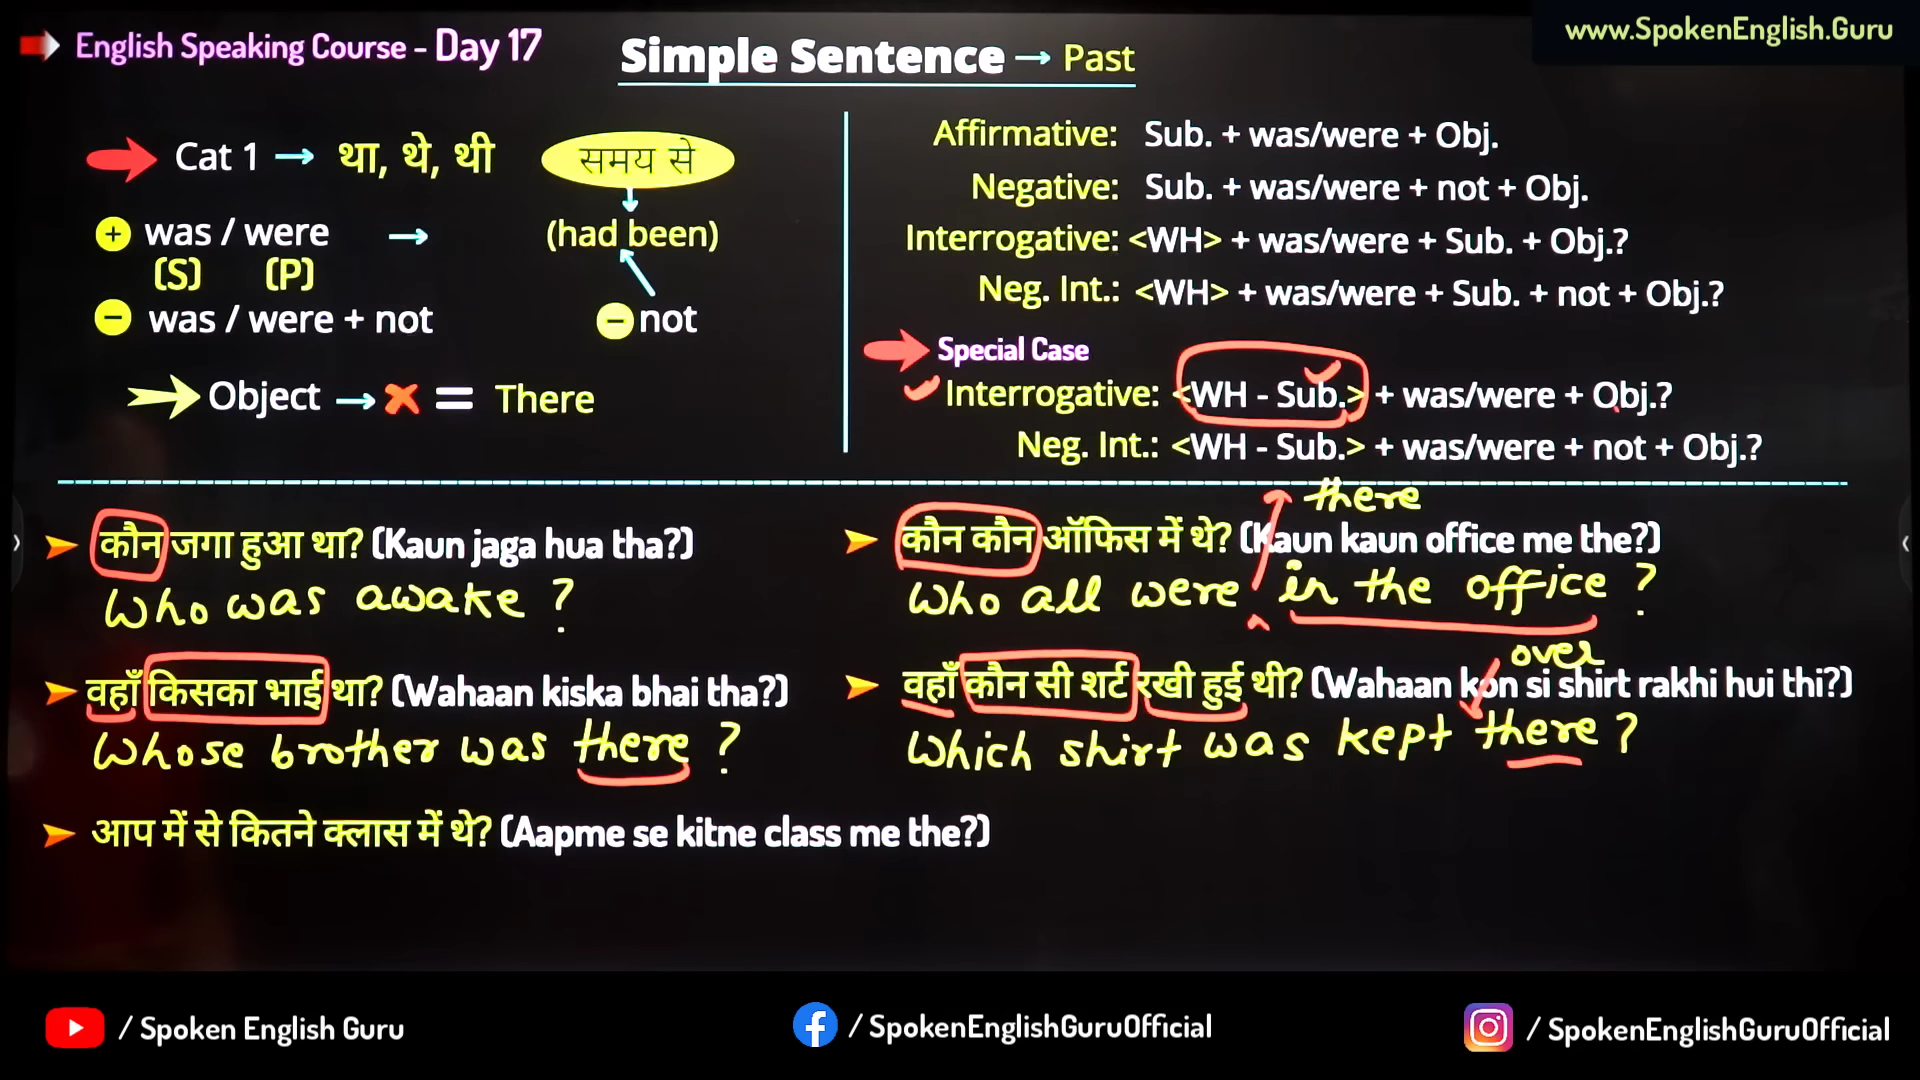 English Speaking Course - Day 17
Simple Sentence → Past
www.SpokenEnglish.Guru
Cat 1 → था, थे, थी
समय से
+ was / were → (had been)
(S) (P)
− was / were + not
− not
Object → ✗ = There
Affirmative: Sub. + was/were + Obj.
Negative: Sub. + was/were + not + Obj.
Interrogative: <WH> + was/were + Sub. + Obj.?
Neg. Int.: <WH> + was/were + Sub. + not + Obj.?
Special Case
Interrogative: <WH - Sub.> + was/were + Obj.?
Neg. Int.: <WH - Sub.> + was/were + not + Obj.?
कौन जगा हुआ था? (Kaun jaga hua tha?)
Who was awake ?
there
कौन कौन ऑफिस में थे? (Kaun kaun office me the?)
Who all were in the office ?
वहाँ किसका भाई था? (Wahaan kiska bhai tha?)
Whose brother was there ?
over
वहाँ कौन सी शर्ट रखी हुई थी? (Wahaan kon si shirt rakhi hui thi?)
Which shirt was kept there ?
आप में से कितने क्लास में थे? (Aapme se kitne class me the?)
/ Spoken English Guru
/ SpokenEnglishGuruOfficial
/ SpokenEnglishGuruOfficial